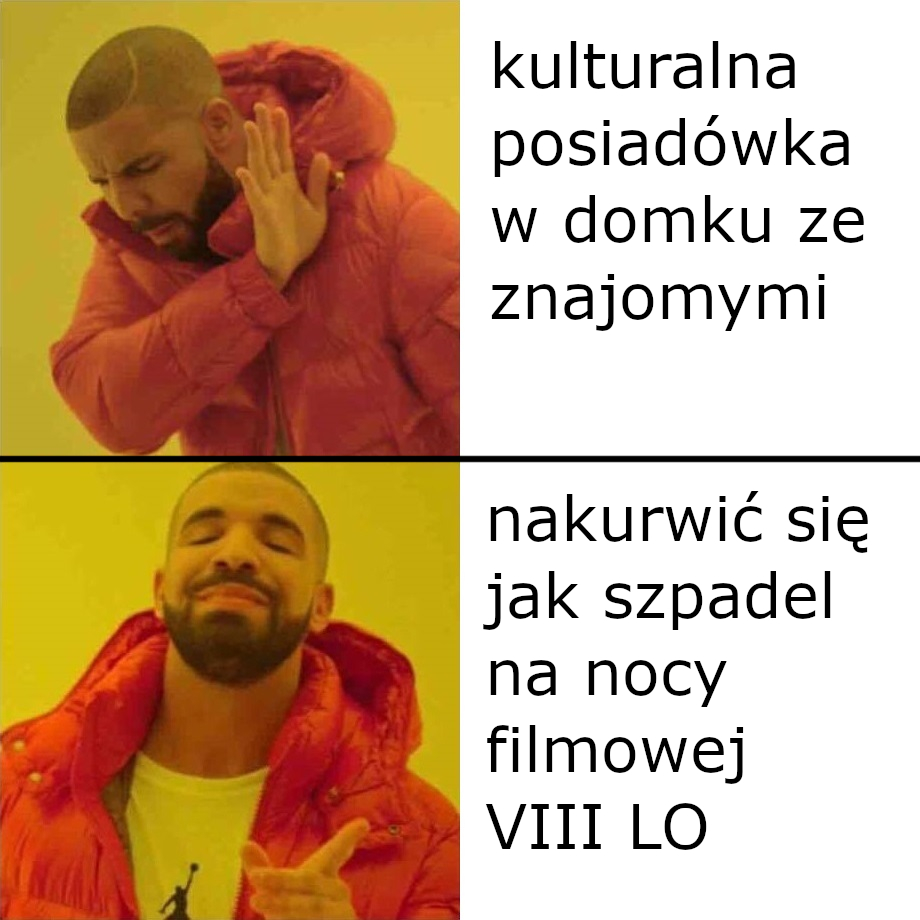 kulturalna
posiadówka
w domku ze
znajomymi
nakurwić się
jak szpadel
na nocy
filmowej
VIII LO